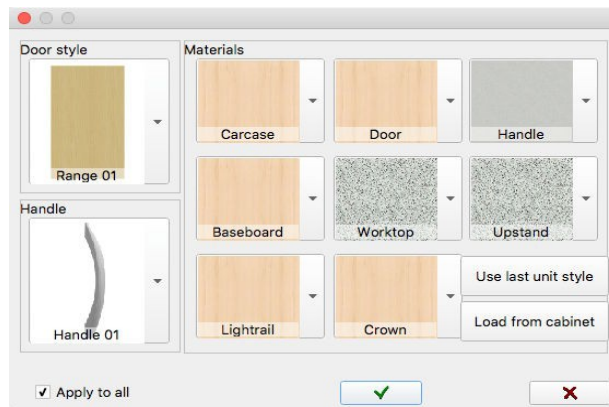 Door style
Range 01
Handle
Handle 01
Materials
Carcase
Door
Handle
Baseboard
Worktop
Upstand
Lightrail
Crown
Use last unit style
Load from cabinet
Apply to all